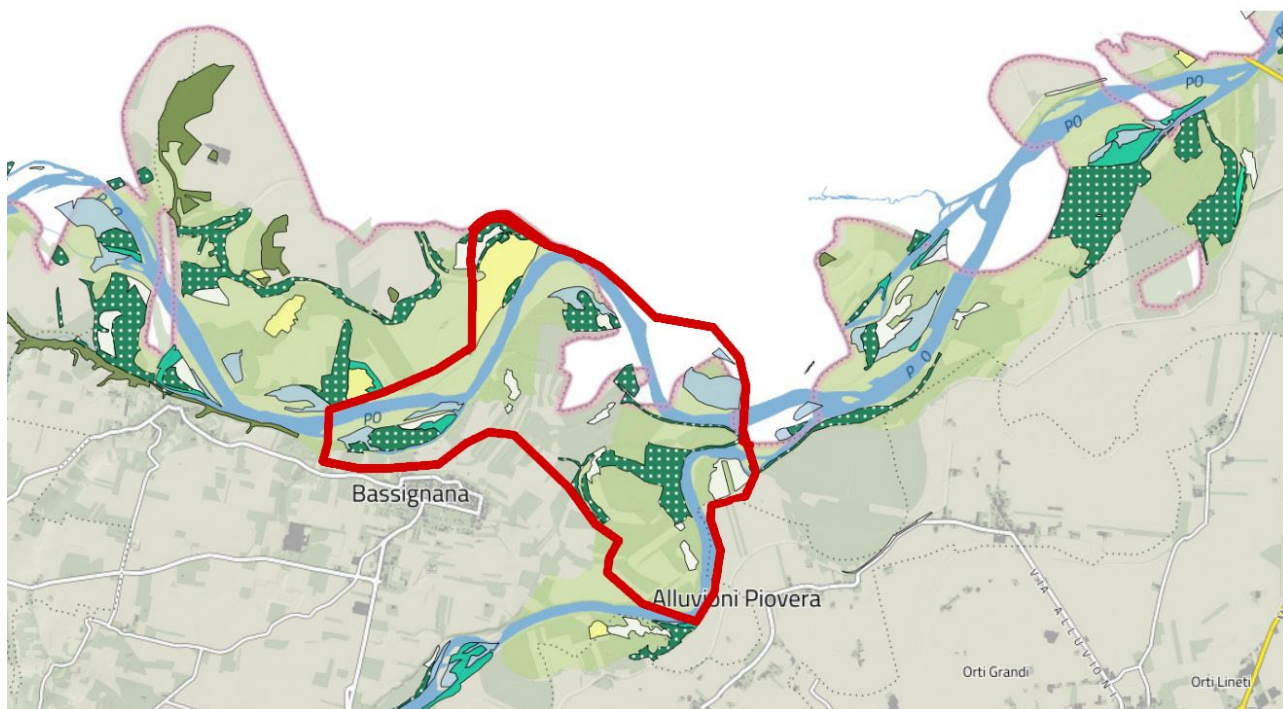 PO
PO
PO
P O
PO
Bassignana
Alluvioni Piovera
VIA ALLUVIONI
Orti Grandi
Orti Lineti